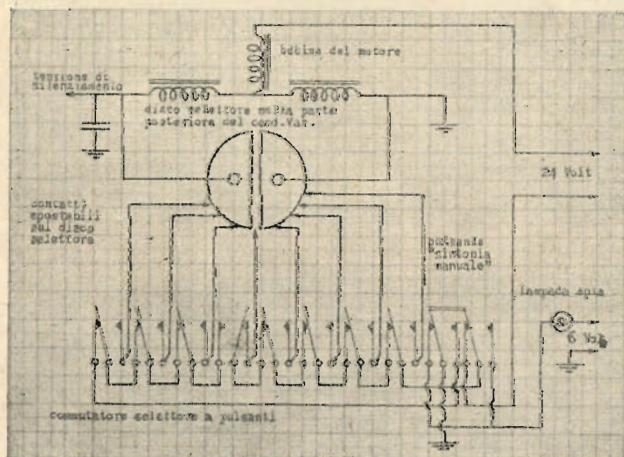 bobina del motore
tensione di
silenziamento
disco selettore sulla parte
posteriore del cond.Var.
24 Volt
contatti
spostabili
sul disco
selettore
pulsante
"sintonia
manuale"
lampada spia
6 Volt
commutatore selettore a pulsanti